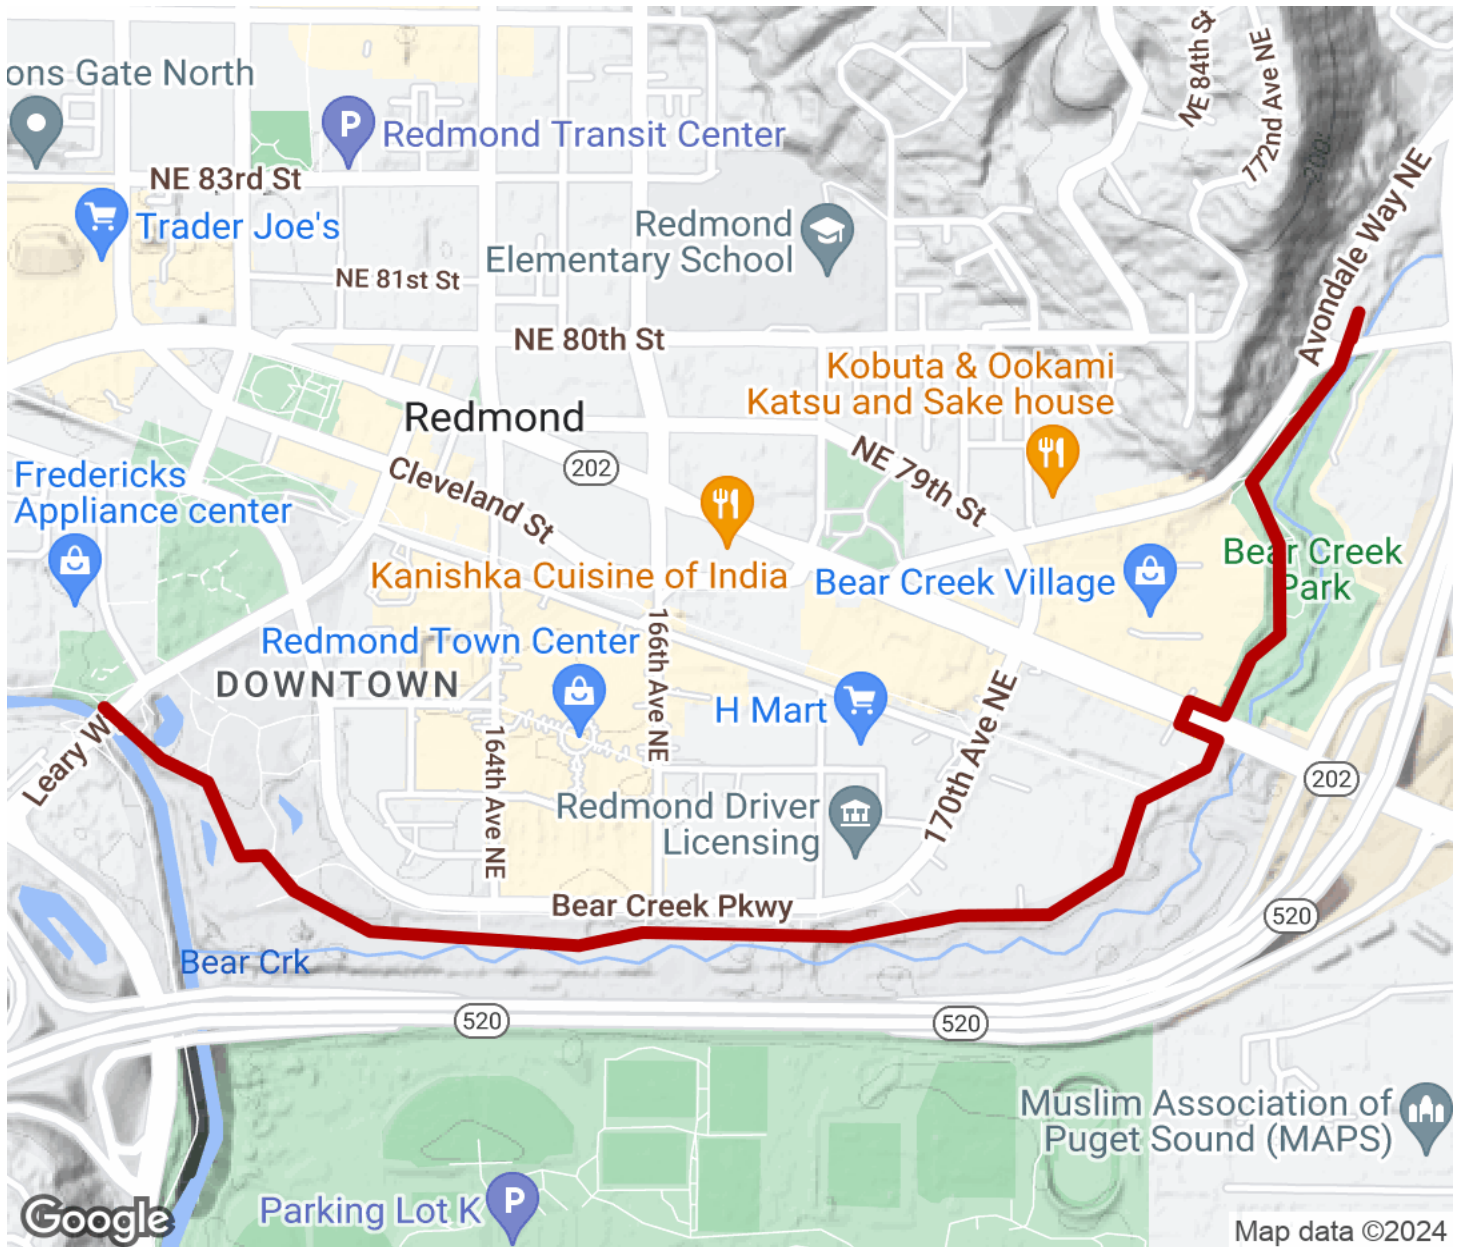 ons Gate North
Redmond Transit Center
NE 84th St
772nd Ave NE
200'
NE 83rd St
Trader Joe's
Redmond
Elementary School
Avondale Way NE
NE 81st St
NE 80th St
Kobuta & Ookami
Katsu and Sake house
Redmond
202
Cleveland St
NE 79th St
Fredericks
Appliance center
Kanishka Cuisine of India
Bear Creek Village
Bear Creek
Park
Redmond Town Center
166th Ave NE
DOWNTOWN
H Mart
170th Ave NE
Leary W
164th Ave NE
202
Redmond Driver
Licensing
Bear Creek Pkwy
520
Bear Crk
520
520
Muslim Association of
Puget Sound (MAPS)
Parking Lot K
Google
Map data ©2024